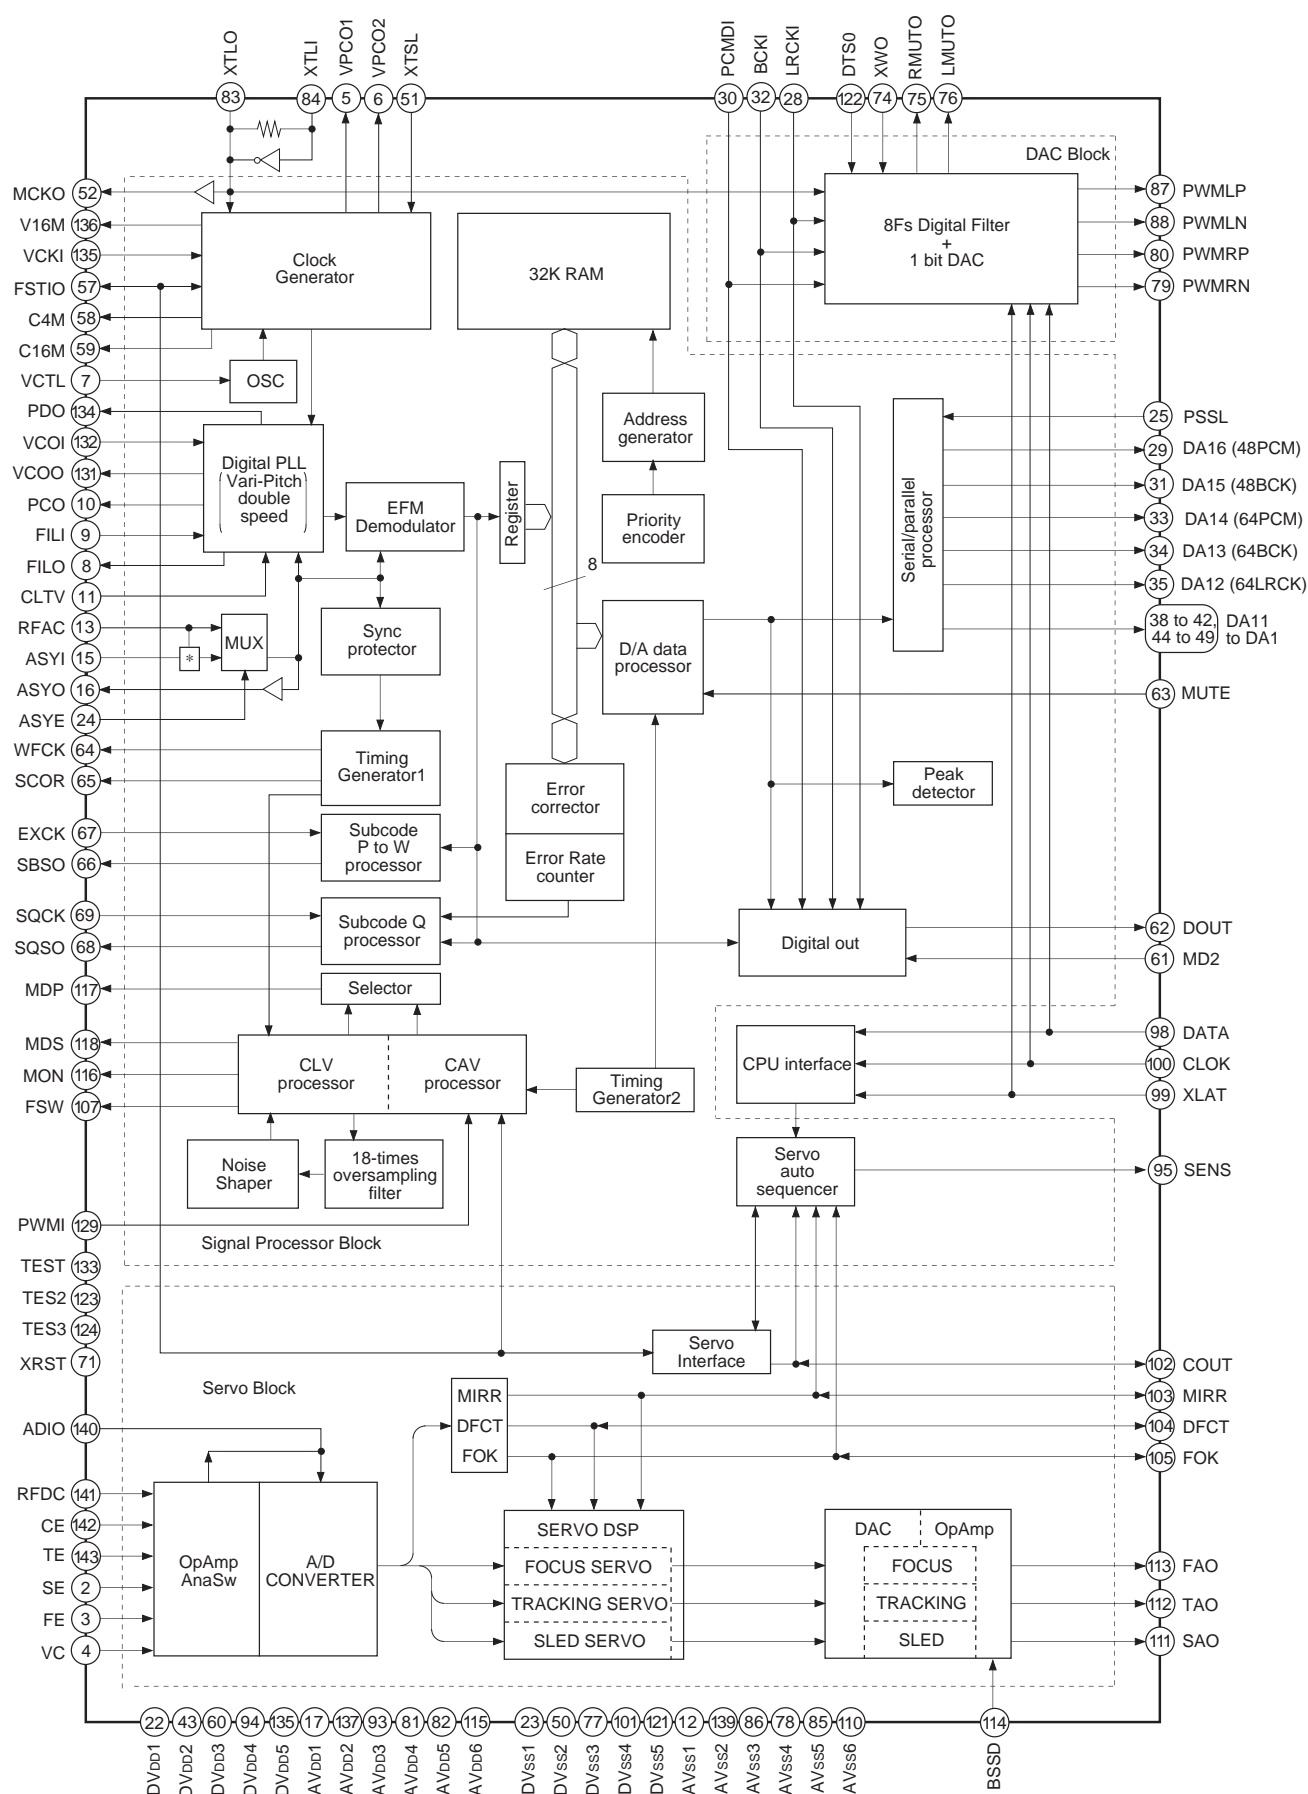 XTLO
XTLI
VPCO1
VPCO2
XTSL
PCMDI
BCKI
LRCKI
DTS0
XWO
RMUTO
LMUTO
83
84
5
6
51
30
32
28
122
74
75
76
DAC Block
MCKO 52
V16M 136
VCKI 135
FSTIO 57
C4M 58
C16M 59
VCTL 7
PDO 134
VCOI 132
VCOO 131
PCO 10
FILI 9
FILO 8
CLTV 11
RFAC 13
ASYI 15
ASYO 16
ASYE 24
WFCK 64
SCOR 65
EXCK 67
SBSO 66
SQCK 69
SQSO 68
MDP 117
MDS 118
MON 116
FSW 107
PWMI 129
TEST 133
TES2 123
TES3 124
XRST 71
ADIO 140
RFDC 141
CE 142
TE 143
SE 2
FE 3
VC 4
Clock
Generator
32K RAM
8Fs Digital Filter
+
1 bit DAC
OSC
Address
generator
Digital PLL
Vari-Pitch
double
speed
EFM
Demodulator
Register
Priority
encoder
Serial/parallel
processor
8
MUX
*
Sync
protector
D/A data
processor
Timing
Generator1
Error
corrector
Peak
detector
Subcode
P to W
processor
Error Rate
counter
Subcode Q
processor
Digital out
Selector
CLV
processor
CAV
processor
Timing
Generator2
CPU interface
Noise
Shaper
18-times
oversampling
filter
Servo
auto
sequencer
Signal Processor Block
Servo
Interface
Servo Block
MIRR
DFCT
FOK
OpAmp
AnaSw
A/D
CONVERTER
SERVO DSP
FOCUS SERVO
TRACKING SERVO
SLED SERVO
DAC OpAmp
FOCUS
TRACKING
SLED
87 PWMLP
88 PWMLN
80 PWMRP
79 PWMRN
25 PSSL
29 DA16 (48PCM)
31 DA15 (48BCK)
33 DA14 (64PCM)
34 DA13 (64BCK)
35 DA12 (64LRCK)
38 to 42, DA11
44 to 49 to DA1
63 MUTE
62 DOUT
61 MD2
98 DATA
100 CLOK
99 XLAT
95 SENS
102 COUT
103 MIRR
104 DFCT
105 FOK
113 FAO
112 TAO
111 SAO
22
43
60
94
135
17
137
93
81
82
115
23
50
77
101
121
12
139
86
78
85
110
114
DVDD1
DVDD2
DVDD3
DVDD4
DVDD5
AVDD1
AVDD2
AVDD3
AVDD4
AVDD5
AVDD6
DVss1
DVss2
DVss3
DVss4
DVss5
AVss1
AVss2
AVss3
AVss4
AVss5
AVss6
BSSD